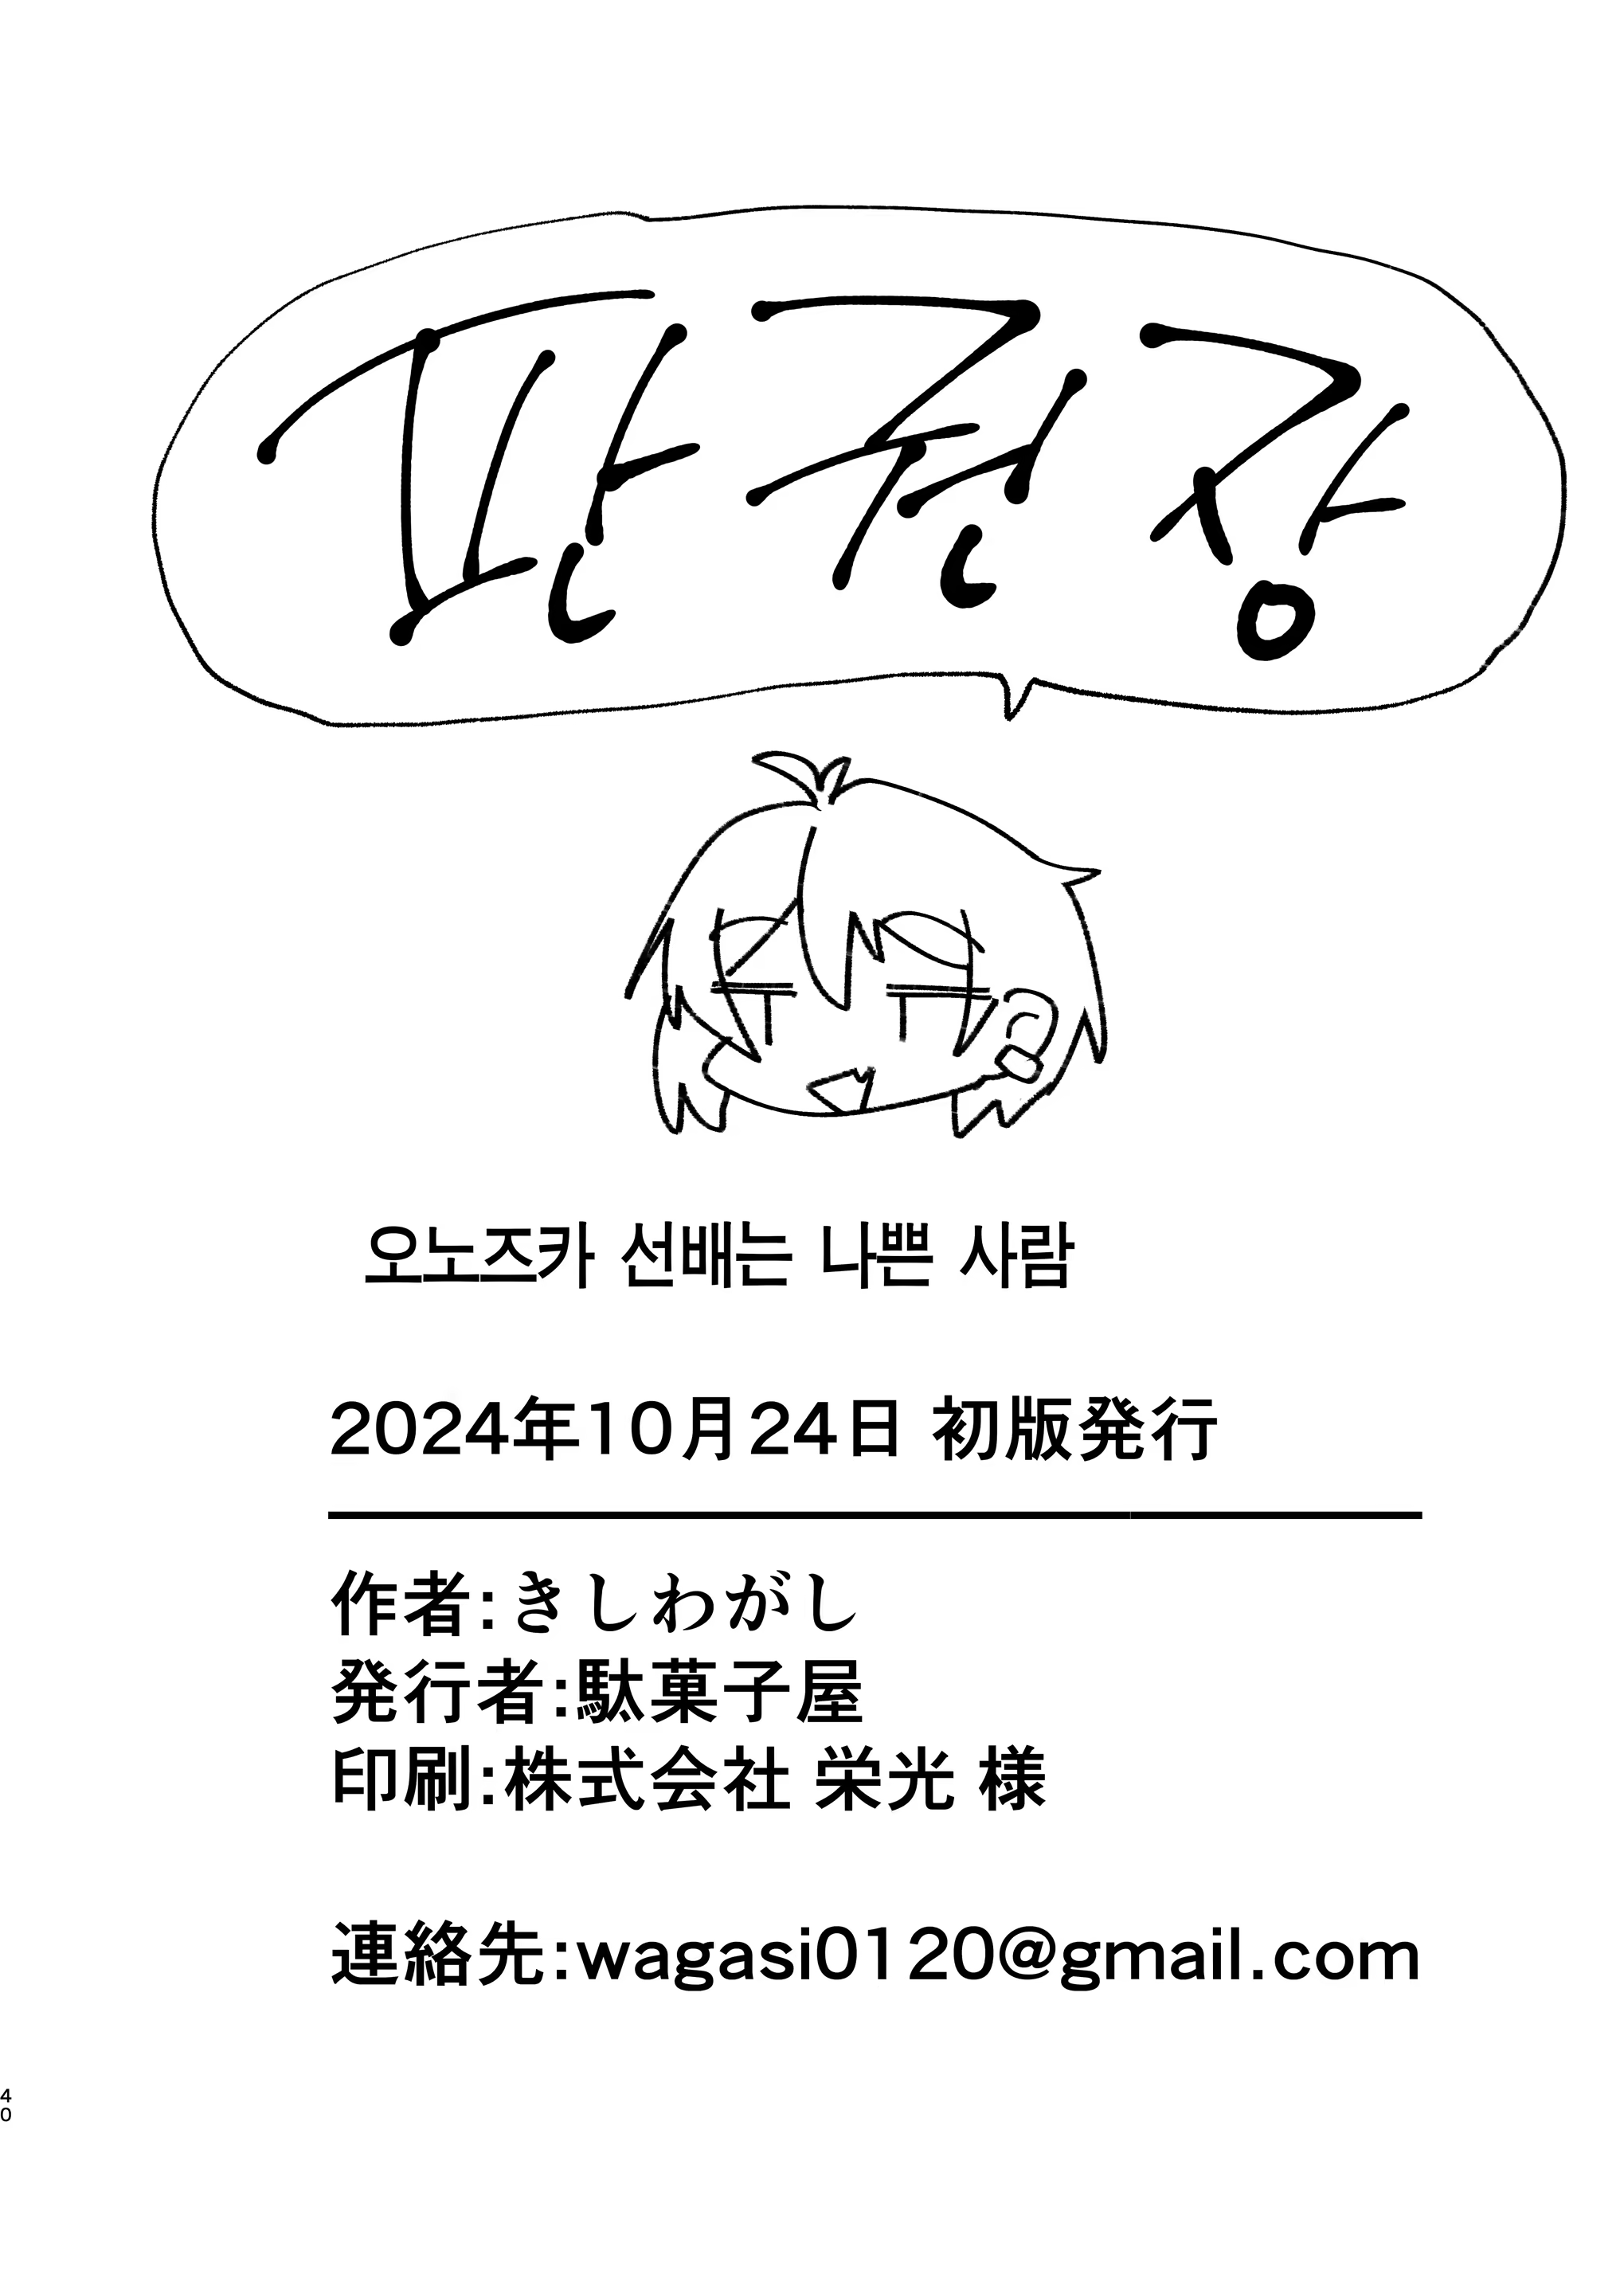 판권장
오노즈카 선배는 나쁜 사람
2024年10月24日 初版発行
作者:きしわがし
発行者:駄菓子屋
印刷:株式会社 栄光 様
連絡先:wagasi0120@gmail.com
40